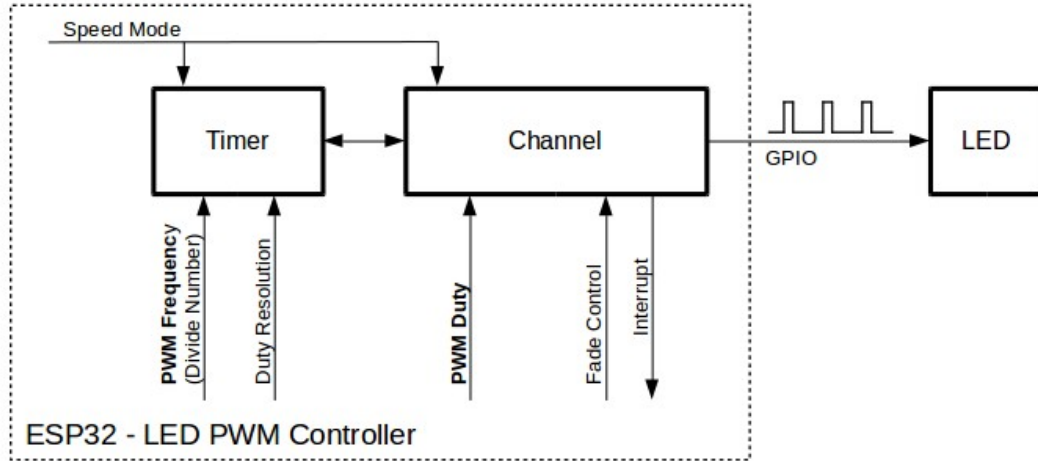 Speed Mode
Timer
Channel
GPIO
LED
PWM Frequency
(Divide Number)
Duty Resolution
PWM Duty
Fade Control
Interrupt
ESP32 - LED PWM Controller